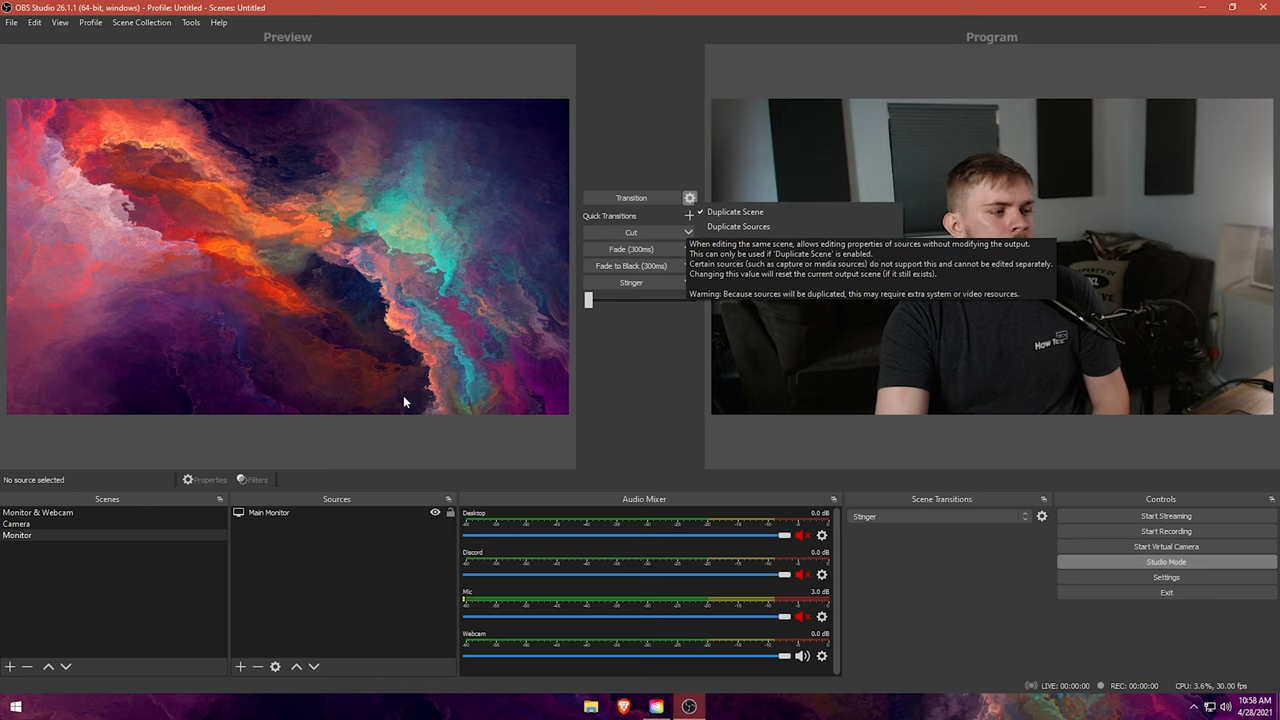 OBS Studio 26.1.1 (64-bit, windows) - Profile: Untitled - Scenes: Untitled
File Edit View Profile Scene Collection Tools Help
Preview
Program
Transition
Quick Transitions
Cut
Fade (300ms)
Fade to Black (300ms)
Stinger
Duplicate Scene
Duplicate Sources
When editing the same scene, allows editing properties of sources without modifying the output.
This can only be used if 'Duplicate Scene' is enabled.
Certain sources (such as capture or media sources) do not support this and cannot be edited separately.
Changing this value will reset the current output scene (if it still exists).
Warning: Because sources will be duplicated, this may require extra system or video resources.
How To
No source selected
Properties
Filters
Scenes
Monitor & Webcam
Camera
Monitor
Sources
Main Monitor
Audio Mixer
Desktop 0.0 dB
Discord 0.0 dB
Mic 3.0 dB
Webcam 0.0 dB
Scene Transitions
Stinger
Controls
Start Streaming
Start Recording
Start Virtual Camera
Studio Mode
Settings
Exit
LIVE: 00:00:00 REC: 00:00:00 CPU: 3.6%, 30.00 fps
10:58 AM
4/28/2021